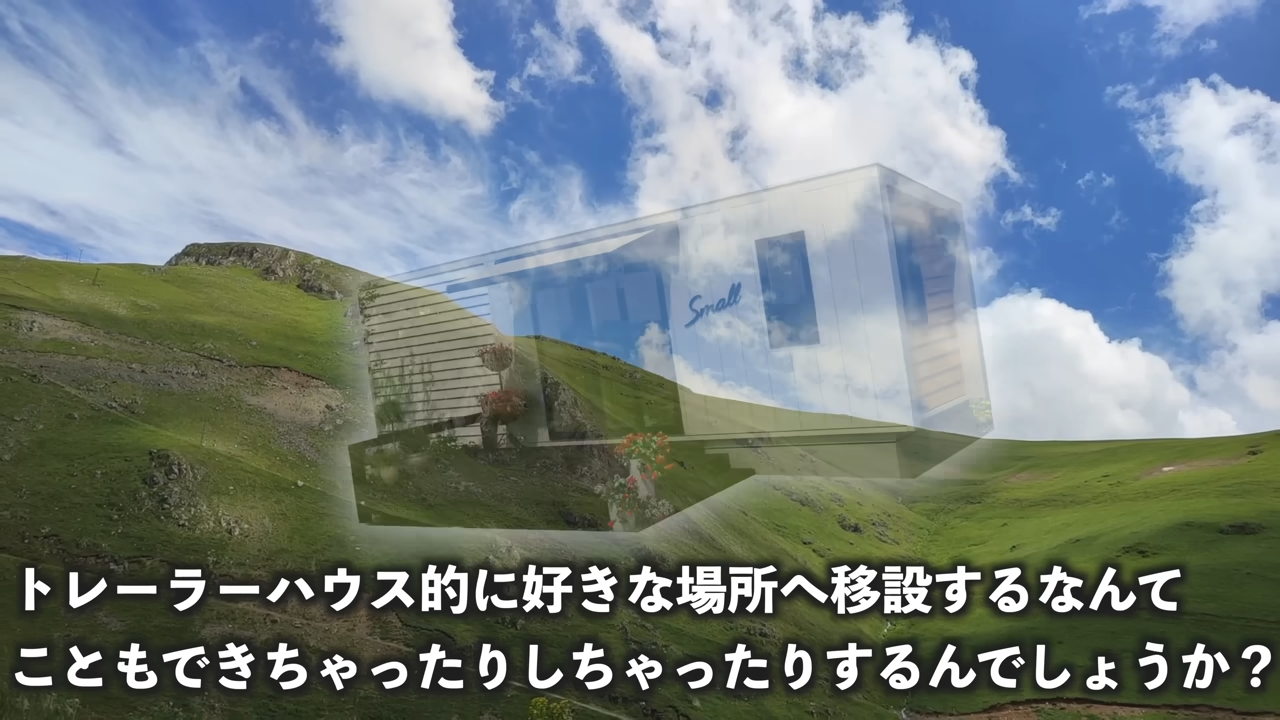 Small
トレーラーハウス的に好きな場所へ移設するなんて
こともできちゃったりしちゃったりするんでしょうか？